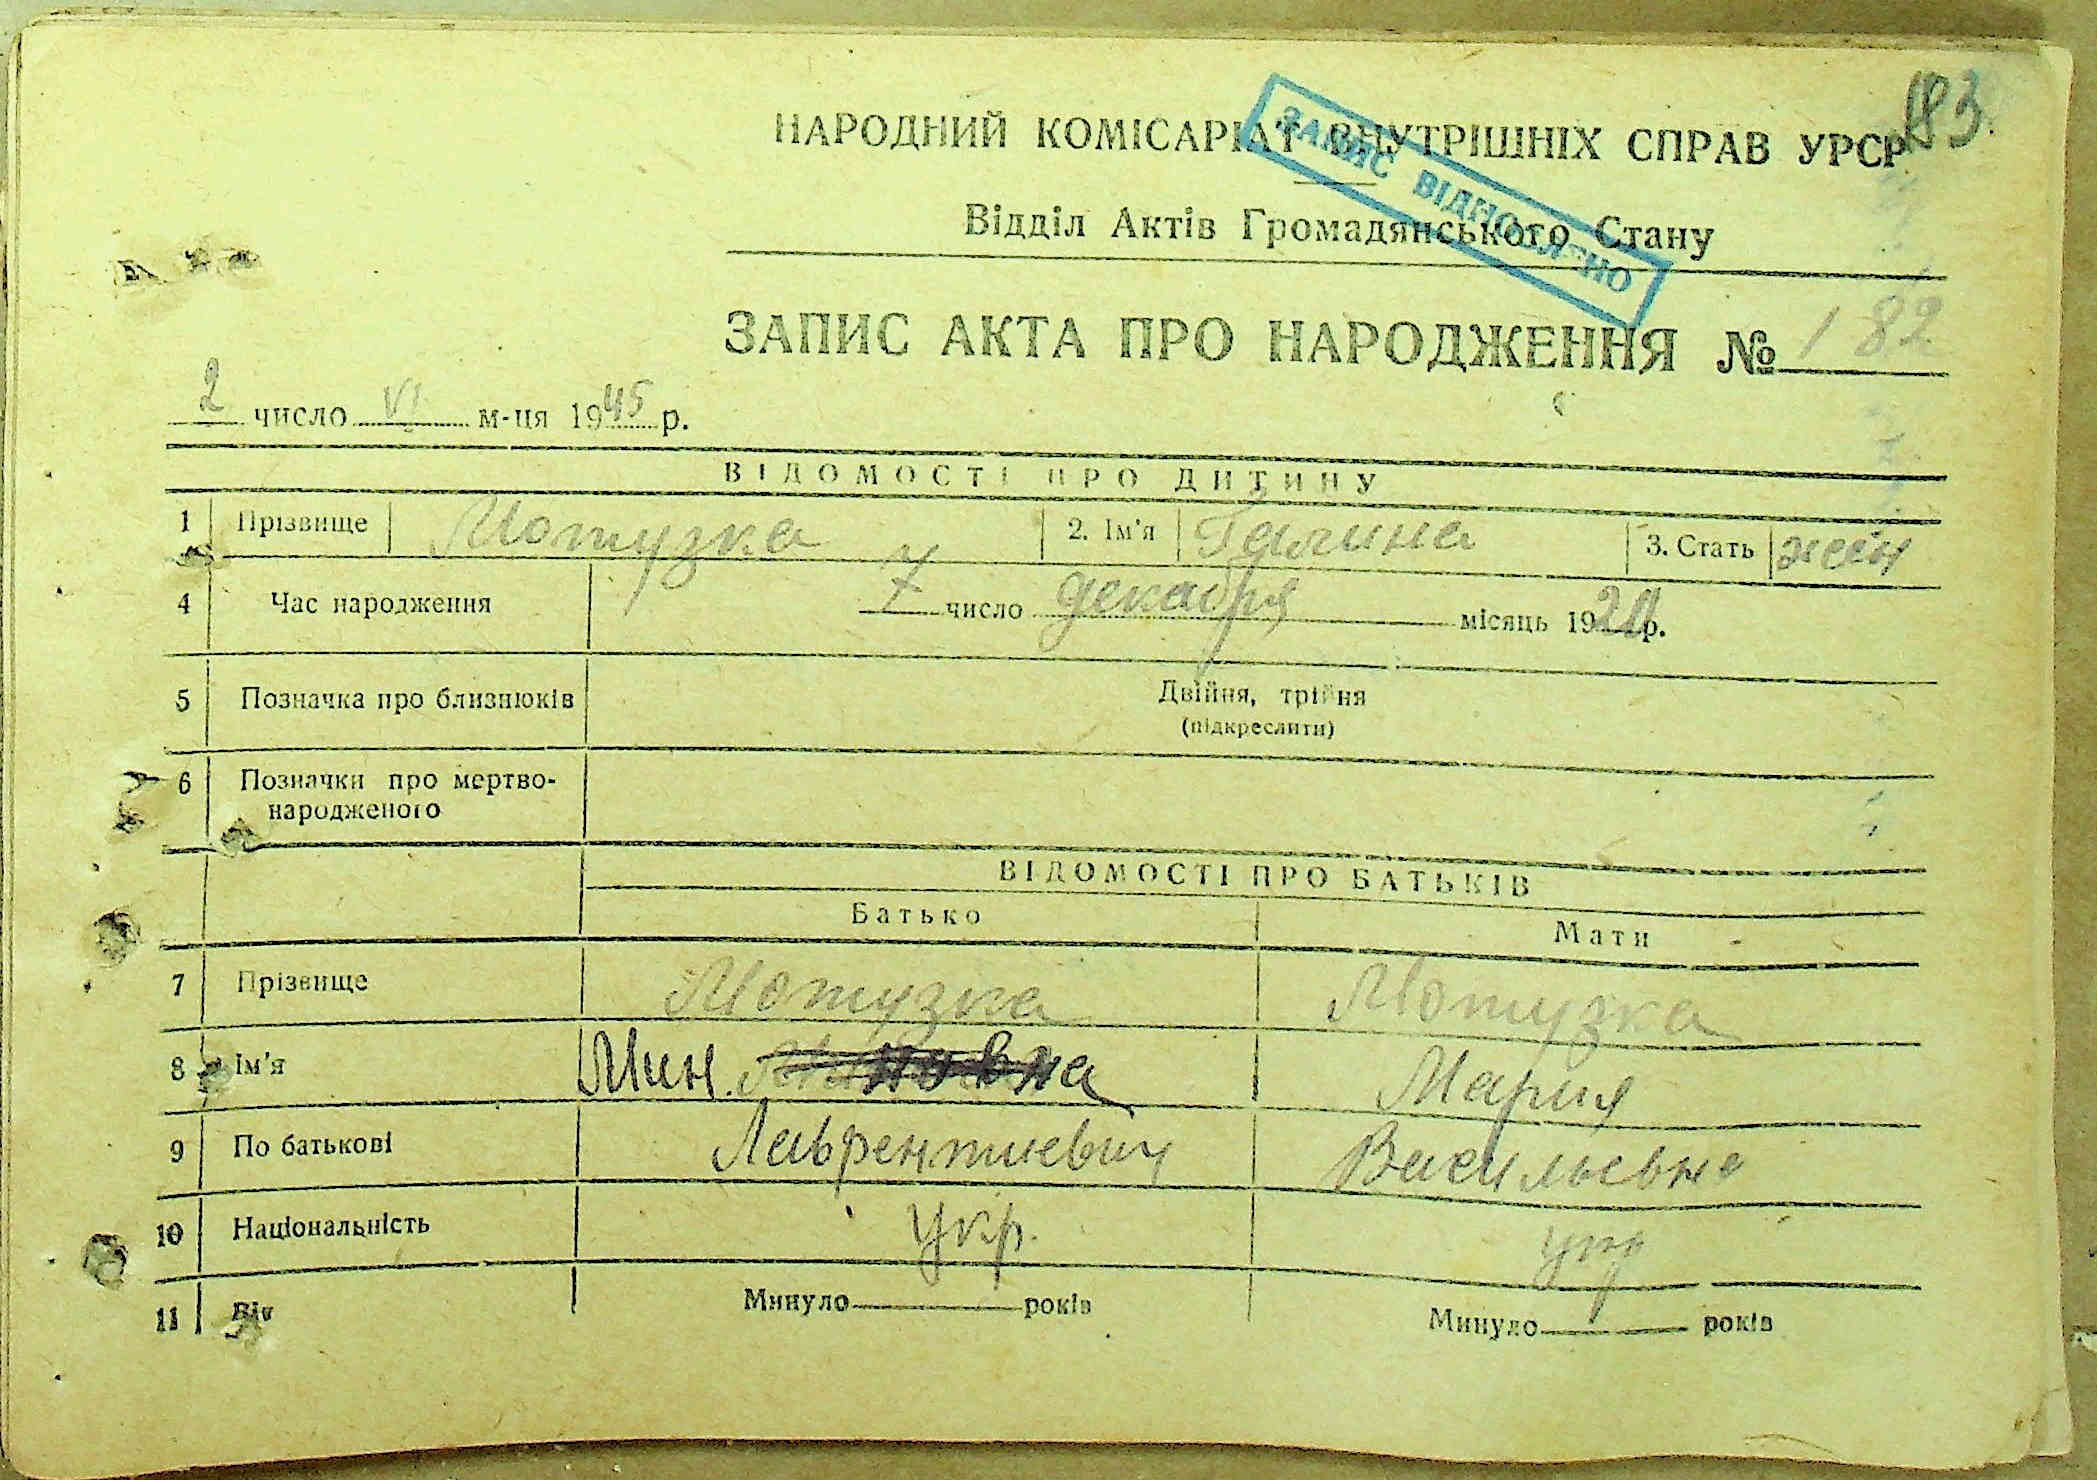 183
НАРОДНИЙ КОМІСАРІАТ ВНУТРІШНІХ СПРАВ УРСР
ЗАПИС ВІДНОВЛЕНО
Відділ Актів Громадянського Стану
ЗАПИС АКТА ПРО НАРОДЖЕННЯ № 182
2 число VI м-ця 1945 р.
ВІДОМОСТІ ПРО ДИТИНУ
1 Прізвище Мотузка 2. Ім'я Галина 3. Стать жен
4 Час народження 7 число декабря місяць 19 р.
5 Позначка про близнюків Двійня, трійня
(підкреслити)
6 Позначки про мертво-
народженого
ВІДОМОСТІ ПРО БАТЬКІВ
Батько Мати
7 Прізвище Мотузка Мотузка
8 Ім'я Мин. Мария
9 По батькові Лаврентиевич Васильевна
10 Національність укр. укр
11 Вік Минуло років Минуло років